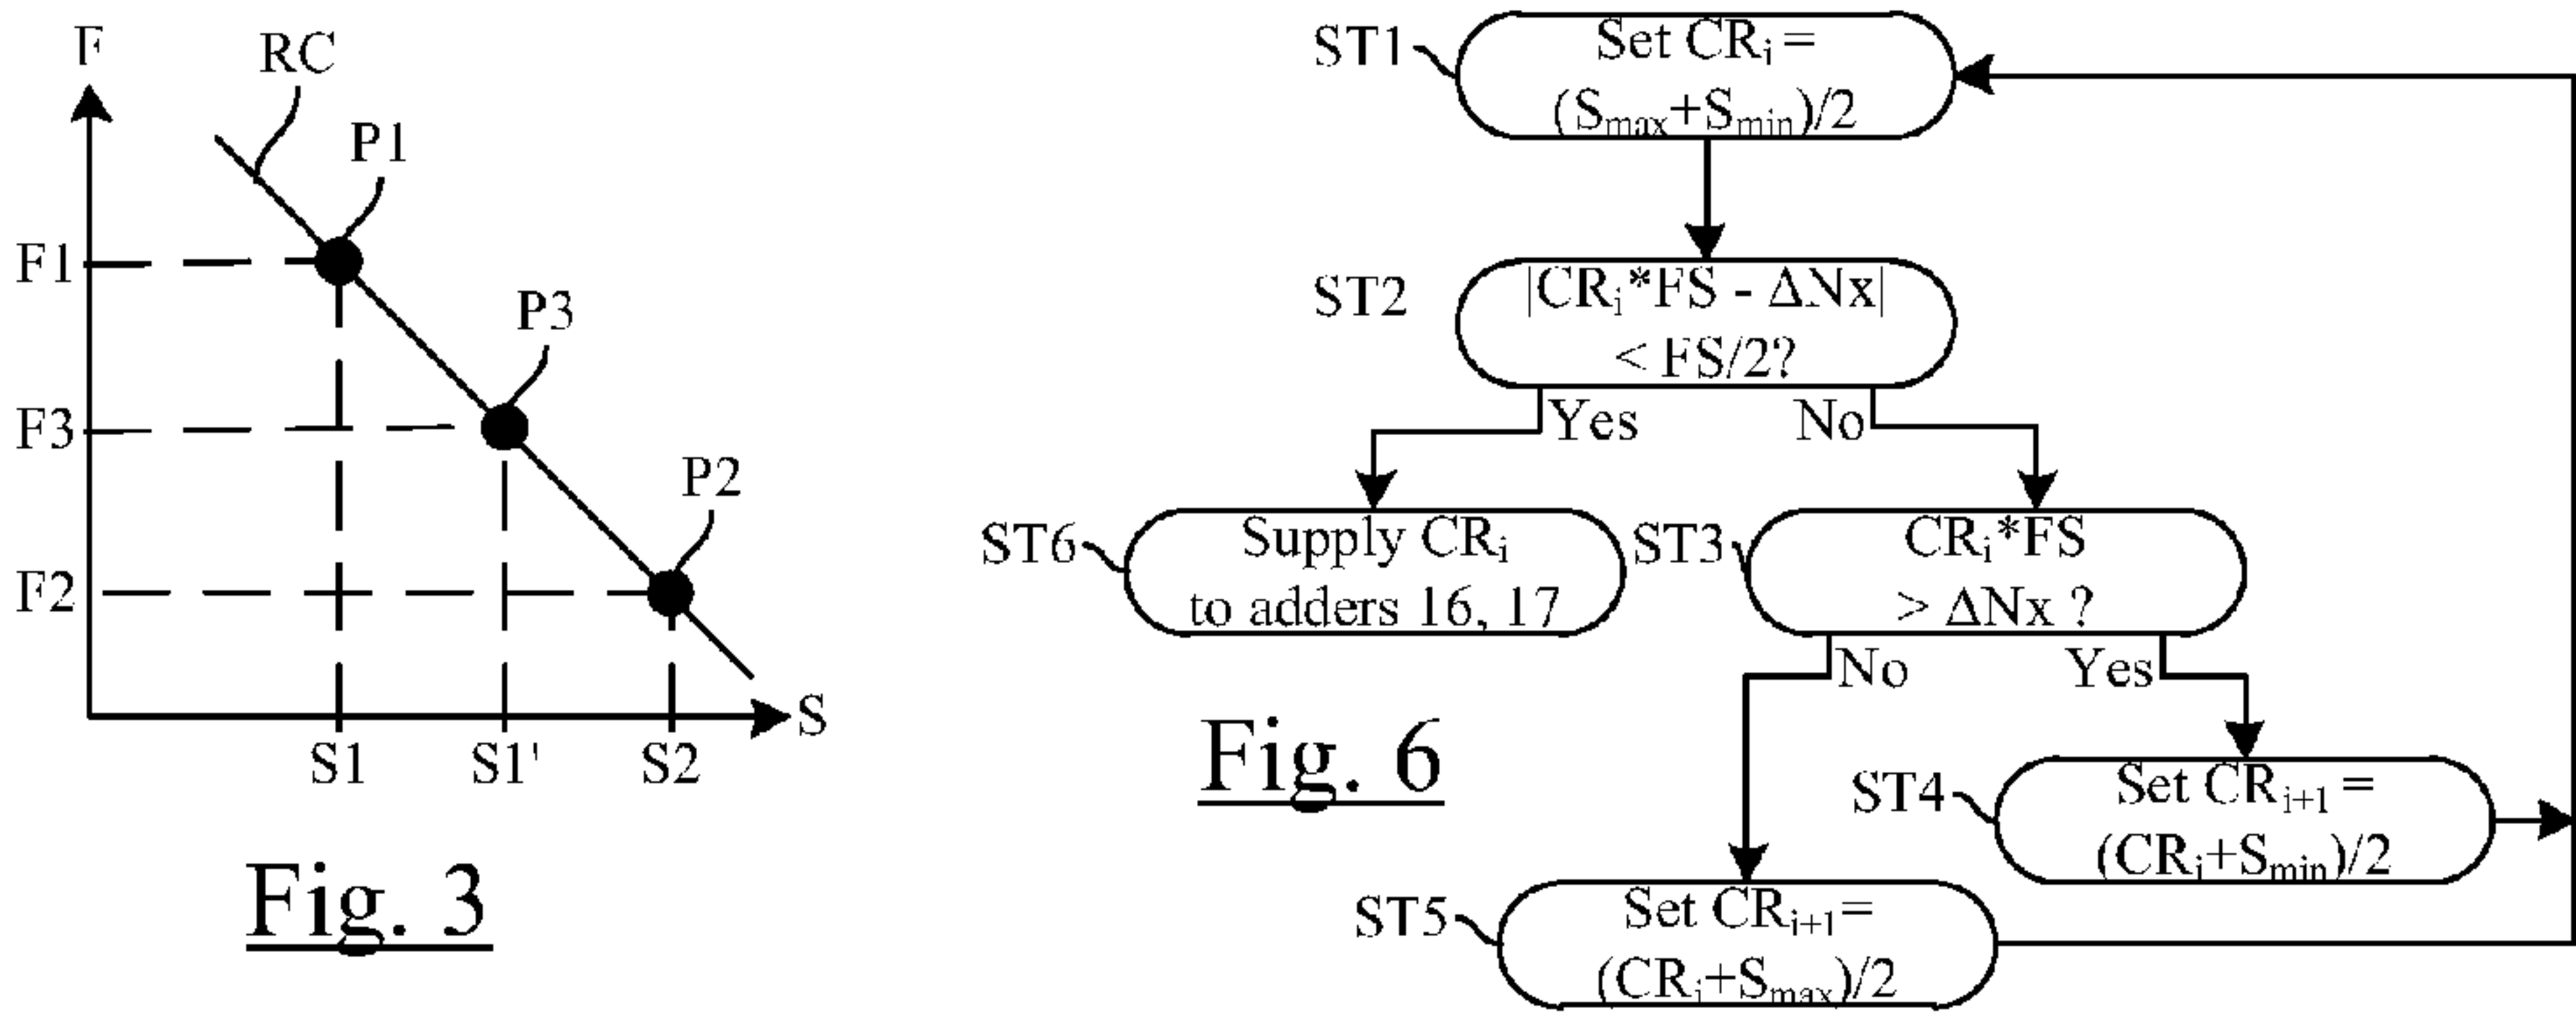 F
RC
P1
F1
P3
F3
P2
F2
S
S1
S1'
S2
Fig. 3
ST1
Set CRi =
(Smax+Smin)/2
ST2
|CRi*FS - ΔNx|
< FS/2?
Yes
No
ST6
Supply CRi
to adders 16, 17
ST3
CRi*FS
> ΔNx ?
No
Yes
Fig. 6
ST4
Set CRi+1 =
(CRi+Smin)/2
ST5
Set CRi+1=
(CRi+Smax)/2